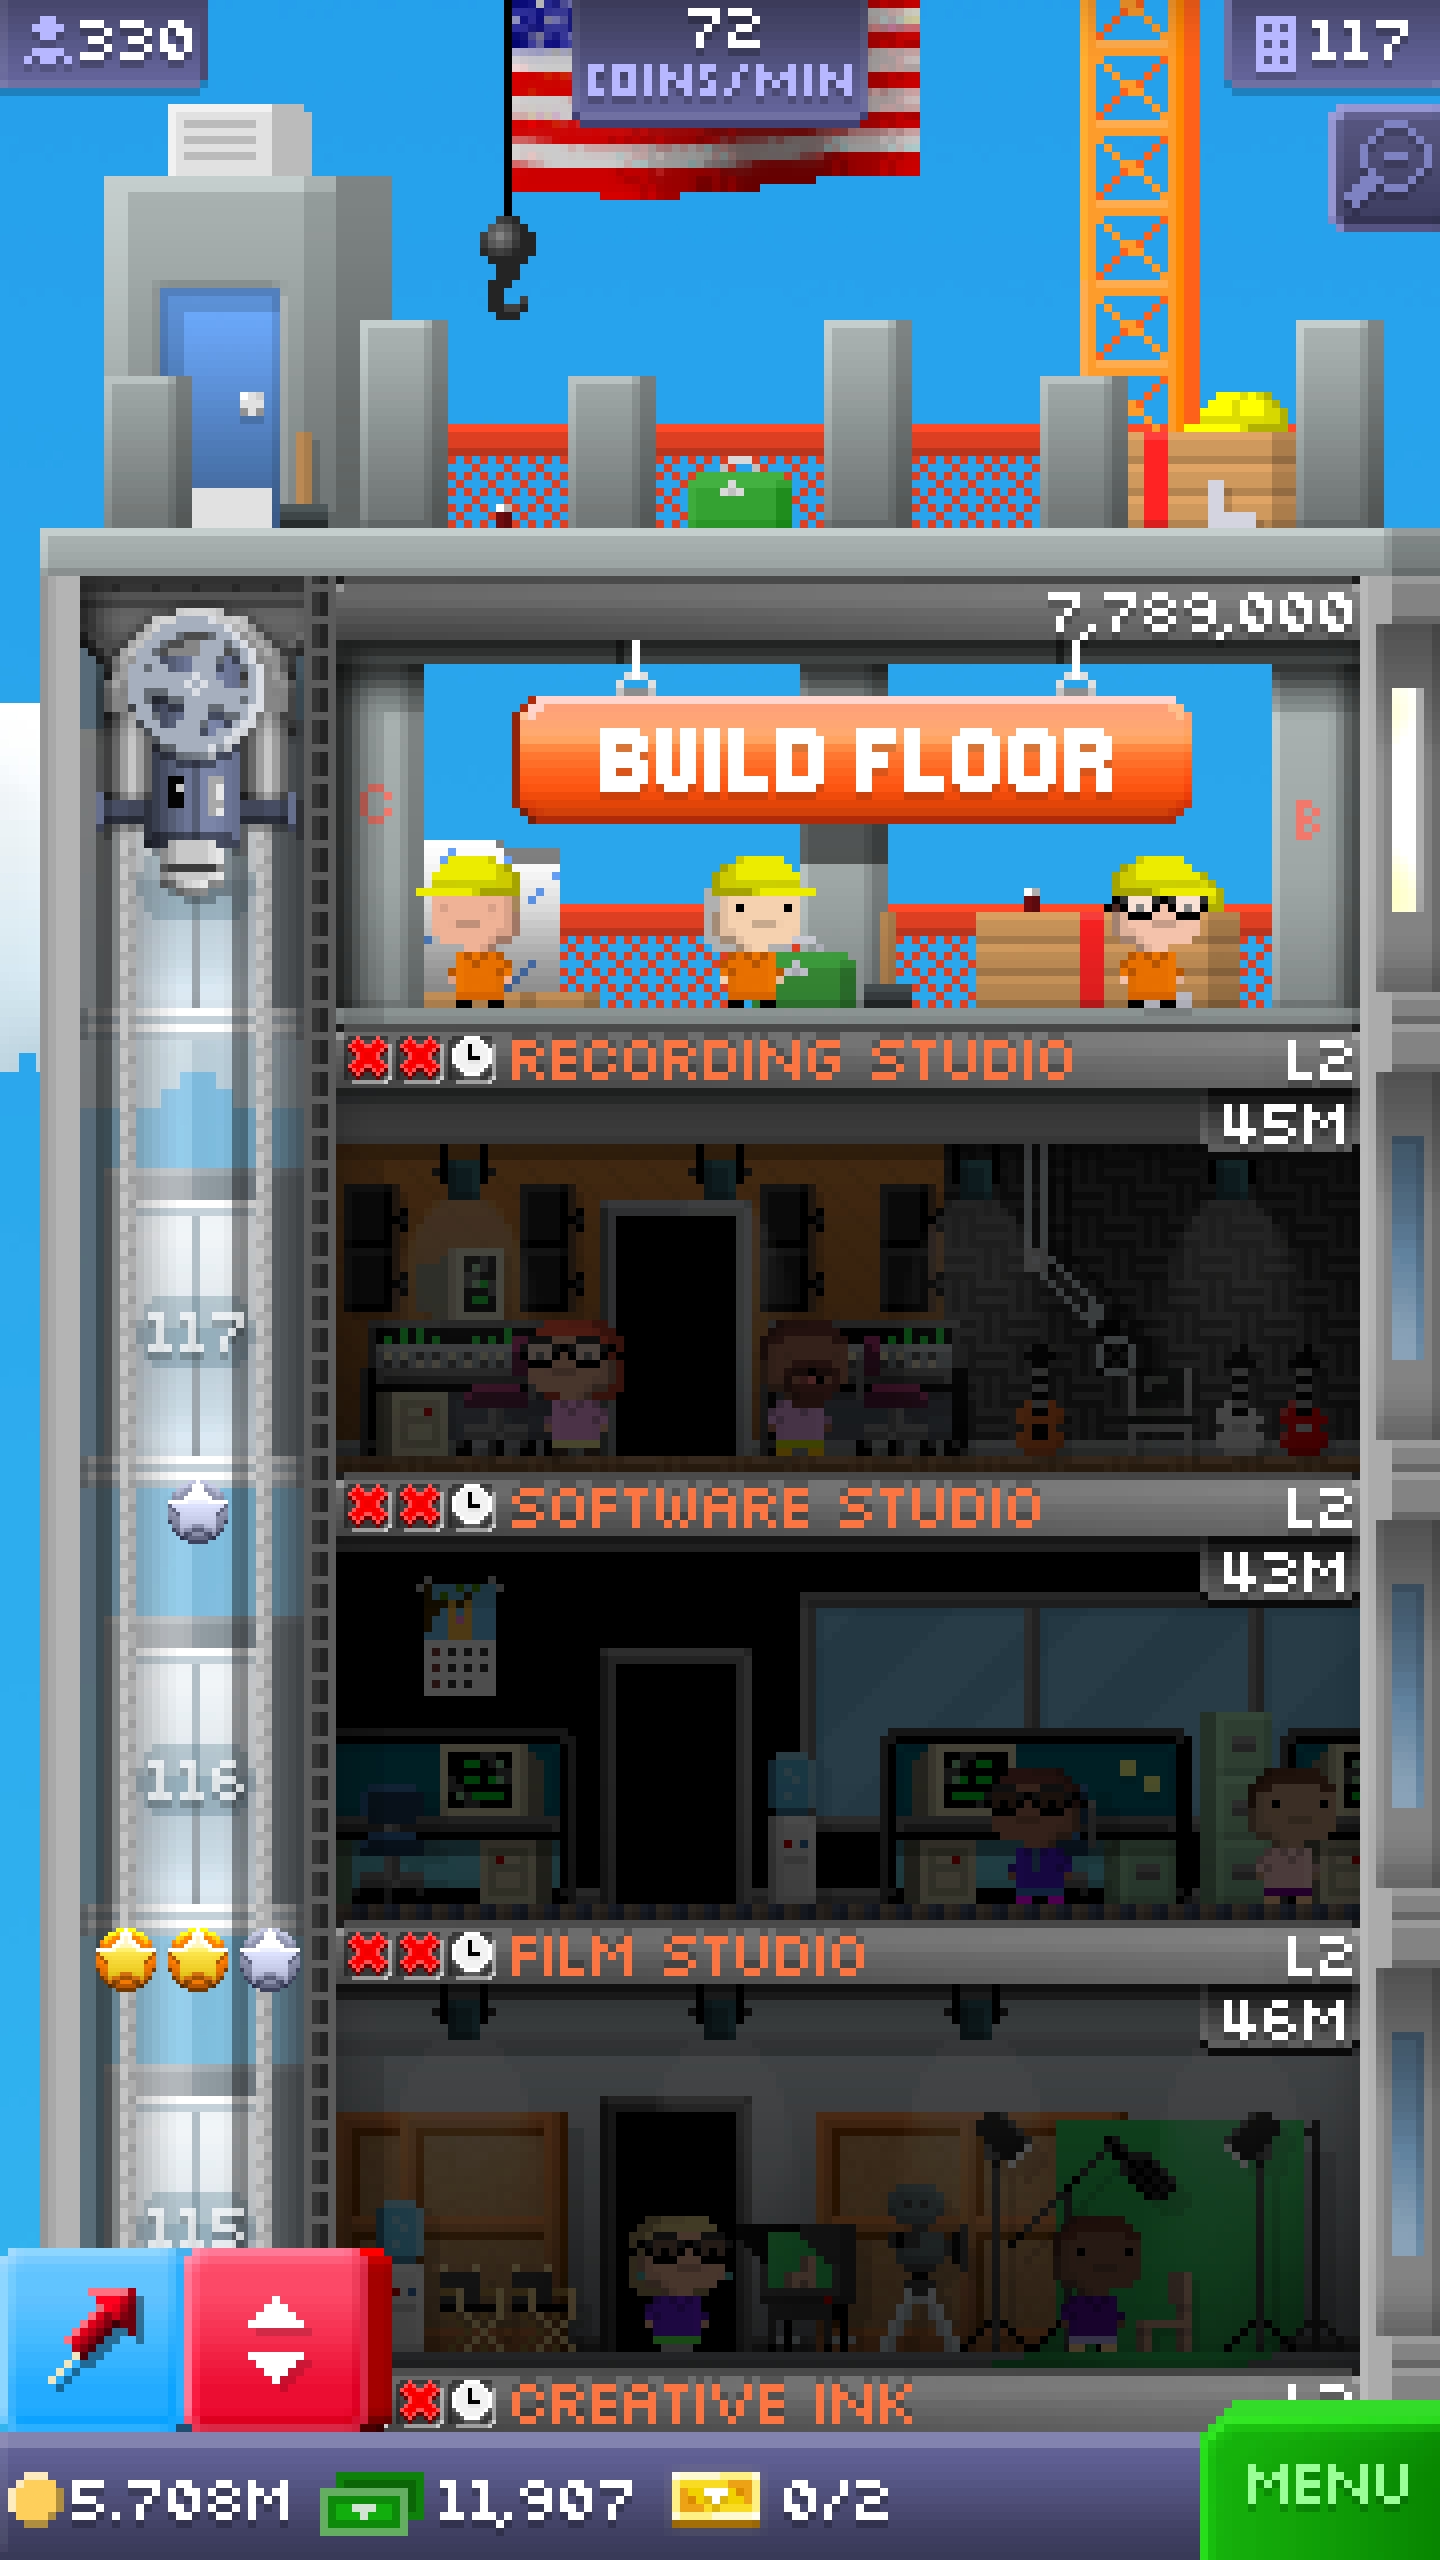 330
72
COINS/MIN
117
7,789,000
BUILD FLOOR
C
B
RECORDING STUDIO L2
45M
117
SOFTWARE STUDIO L2
43M
116
FILM STUDIO L2
46M
115
CREATIVE INK L2
5.708M 11,907 0/2
MENU